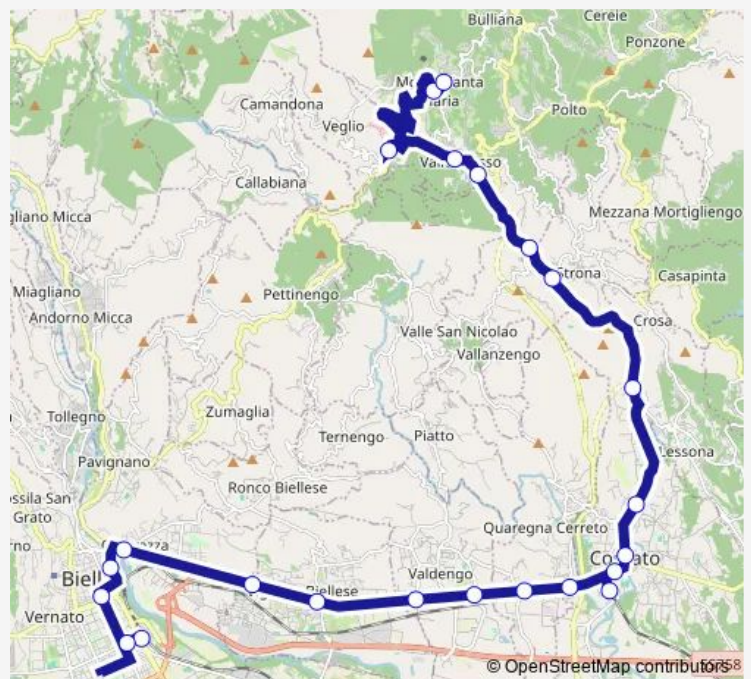 Bulliana
Cereie
Ponzone
Camandona
Polto
Veglio
Callabiana
gliano Micca
Mezzana Mortigliengo
Strona
Casapinta
Miagliano
Pettinengo
Andorno Micca
Crosa
Valle San Nicolao
Vallanzengo
Tollegno
Zumaglia
Ternengo
Piatto
Lessona
Pavignano
Ronco Biellese
ossila San
Grato
Quaregna Cerreto
Valdengo
Biellese
Vernato
© OpenStreetMap contributors